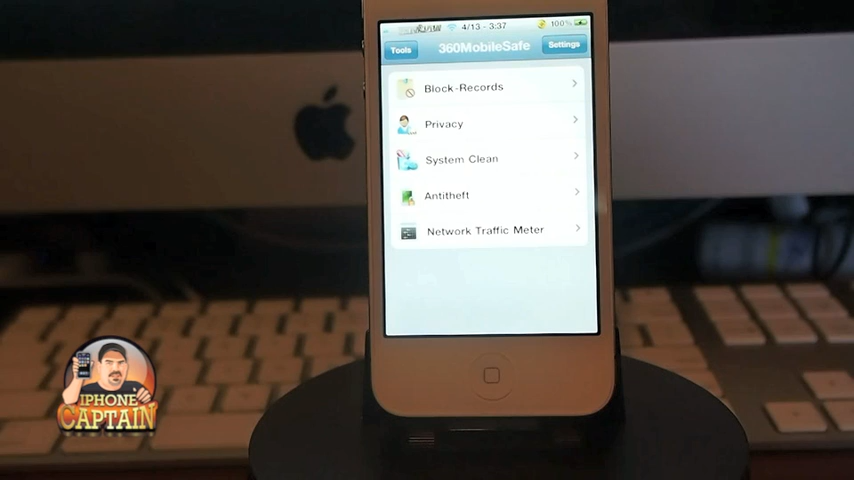 4/13 - 3:37
100%
Tools
360MobileSafe
Settings
Block-Records
Privacy
System Clean
Antitheft
Network Traffic Meter
IPHONE
CAPTAIN